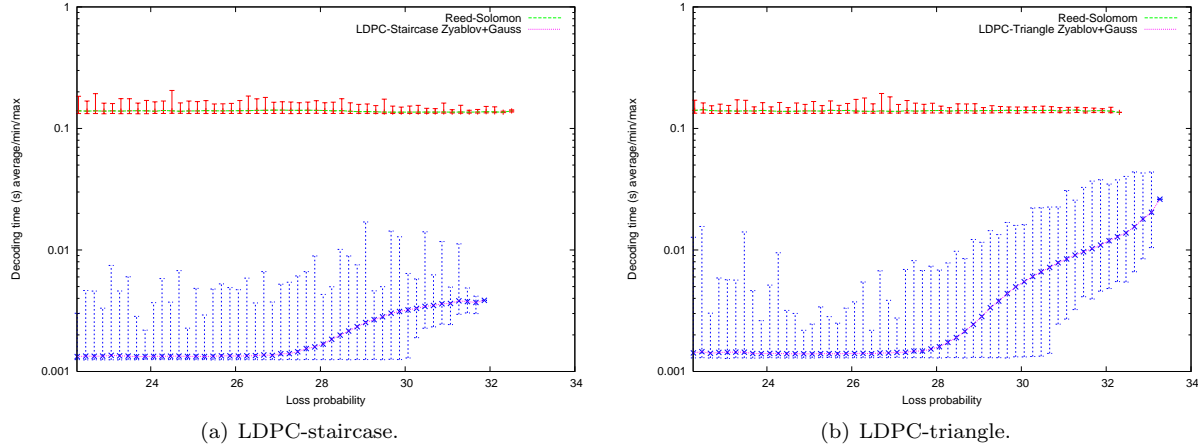 1
0.1
0.01
0.001
Decoding time (s) average/min/max
Reed-Solomon
LDPC-Staircase Zyablov+Gauss
24 26 28 30 32 34
Loss probability
(a) LDPC-staircase.
1
0.1
0.01
0.001
Decoding time (s) average/min/max
Reed-Solomom
LDPC-Triangle Zyablov+Gauss
24 26 28 30 32 34
Loss probability
(b) LDPC-triangle.